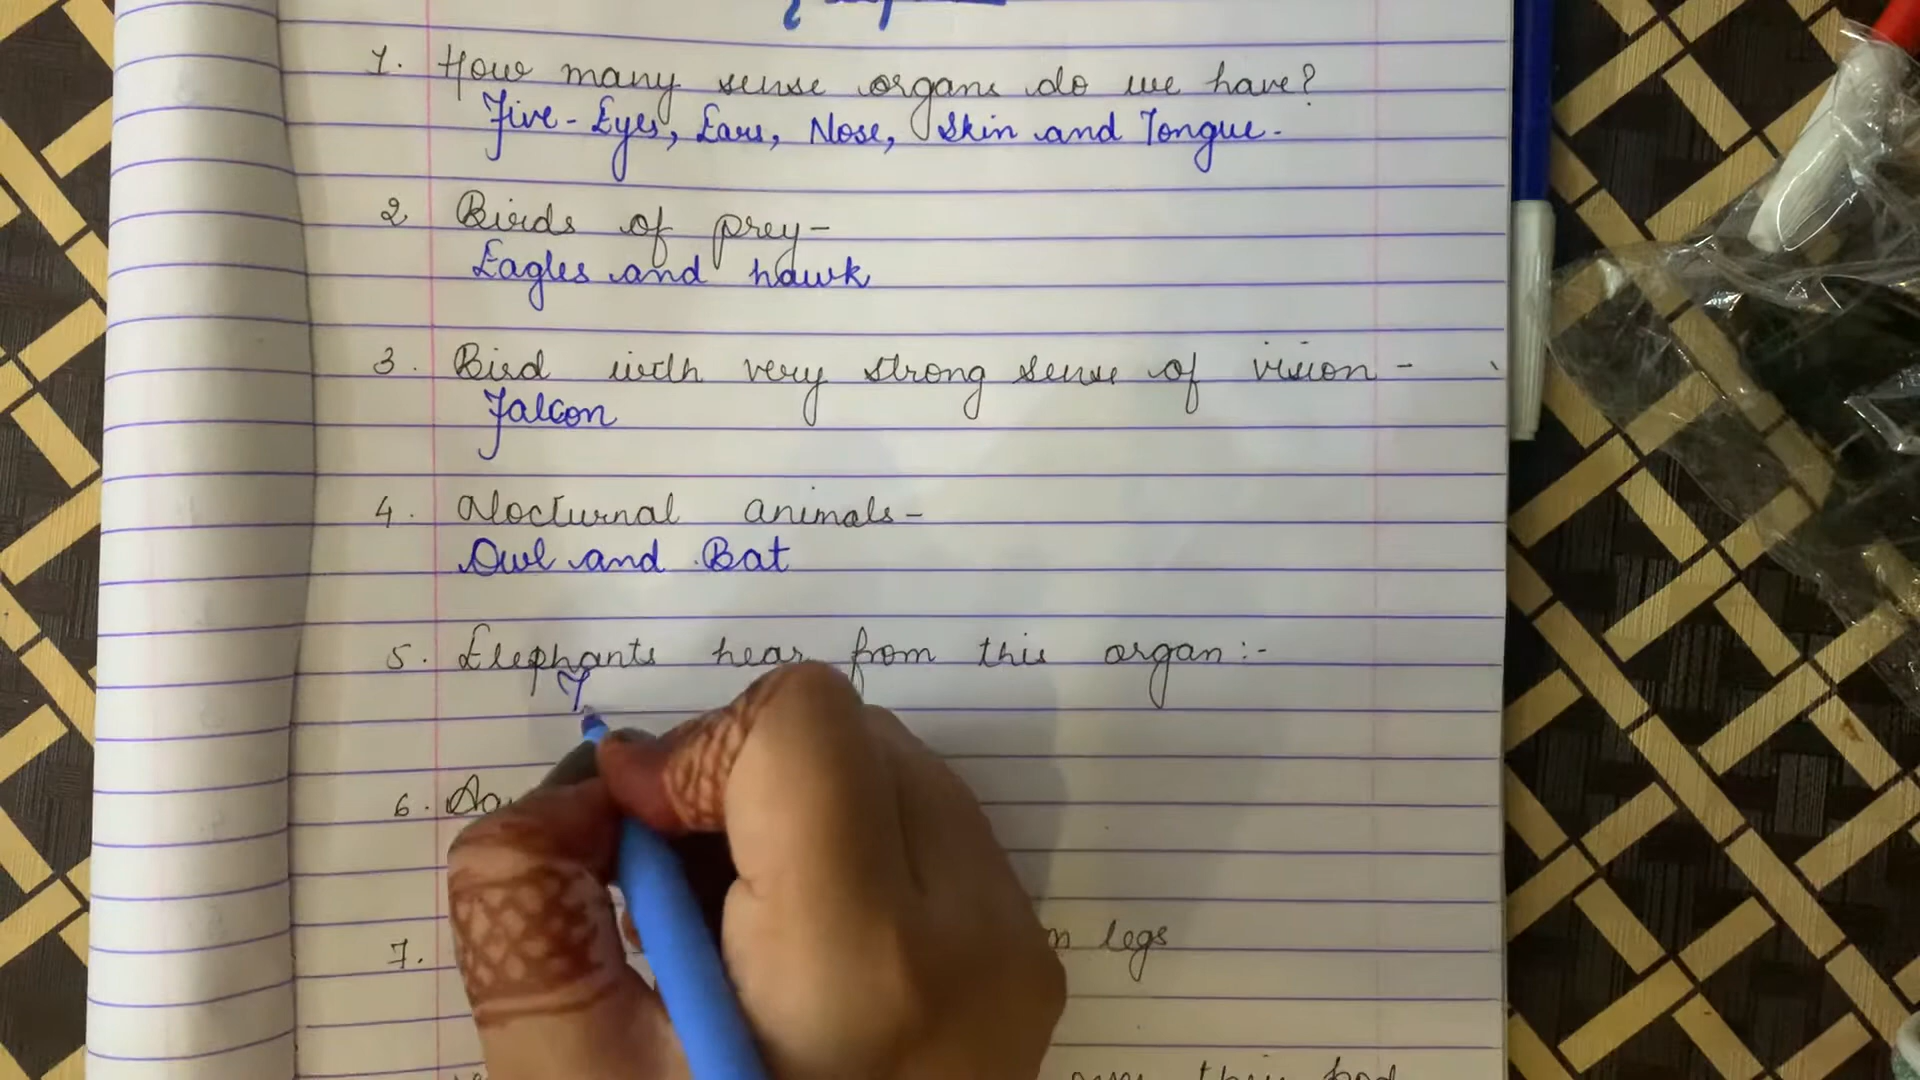 1. How many sense organs do we have?
Five - Eyes, Ears, Nose, Skin and Tongue.
2 Birds of prey-
Eagles and hawk
3. Bird with very strong sense of vision -
Falcon
4. Nocturnal animals-
Owl and Bat
5. Elephants hear from this organ:-
6.
7. legs